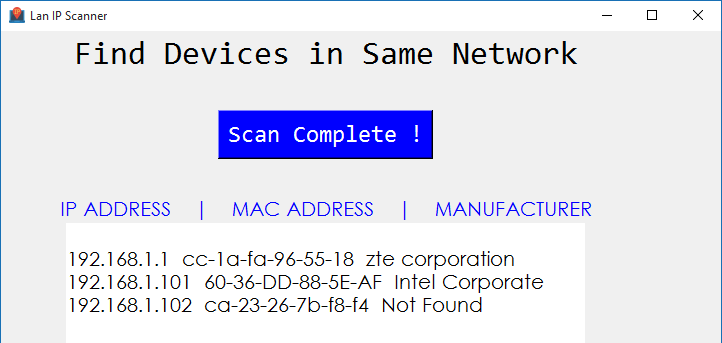 Lan IP Scanner
Find Devices in Same Network
Scan Complete !
IP ADDRESS | MAC ADDRESS | MANUFACTURER
192.168.1.1 cc-1a-fa-96-55-18 zte corporation
192.168.1.101 60-36-DD-88-5E-AF Intel Corporate
192.168.1.102 ca-23-26-7b-f8-f4 Not Found